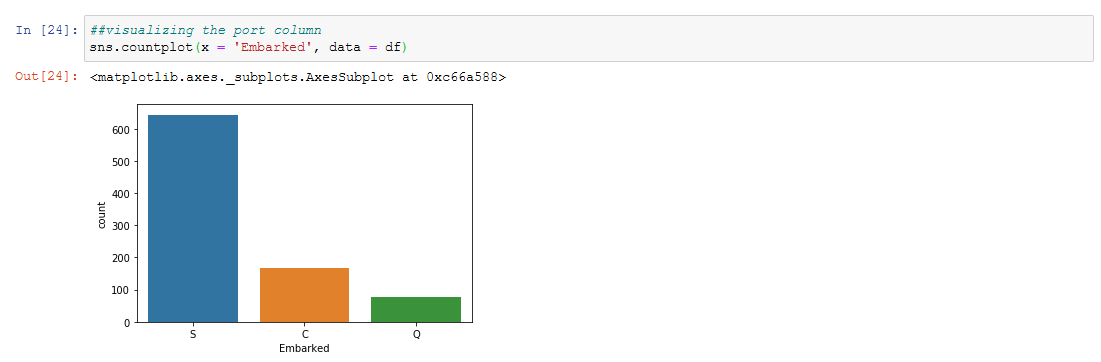 In [24]: ##visualizing the port column
sns.countplot(x = 'Embarked', data = df)
Out[24]: <matplotlib.axes._subplots.AxesSubplot at 0xc66a588>
600
500
400
300
200
100
0
count
S C Q
Embarked